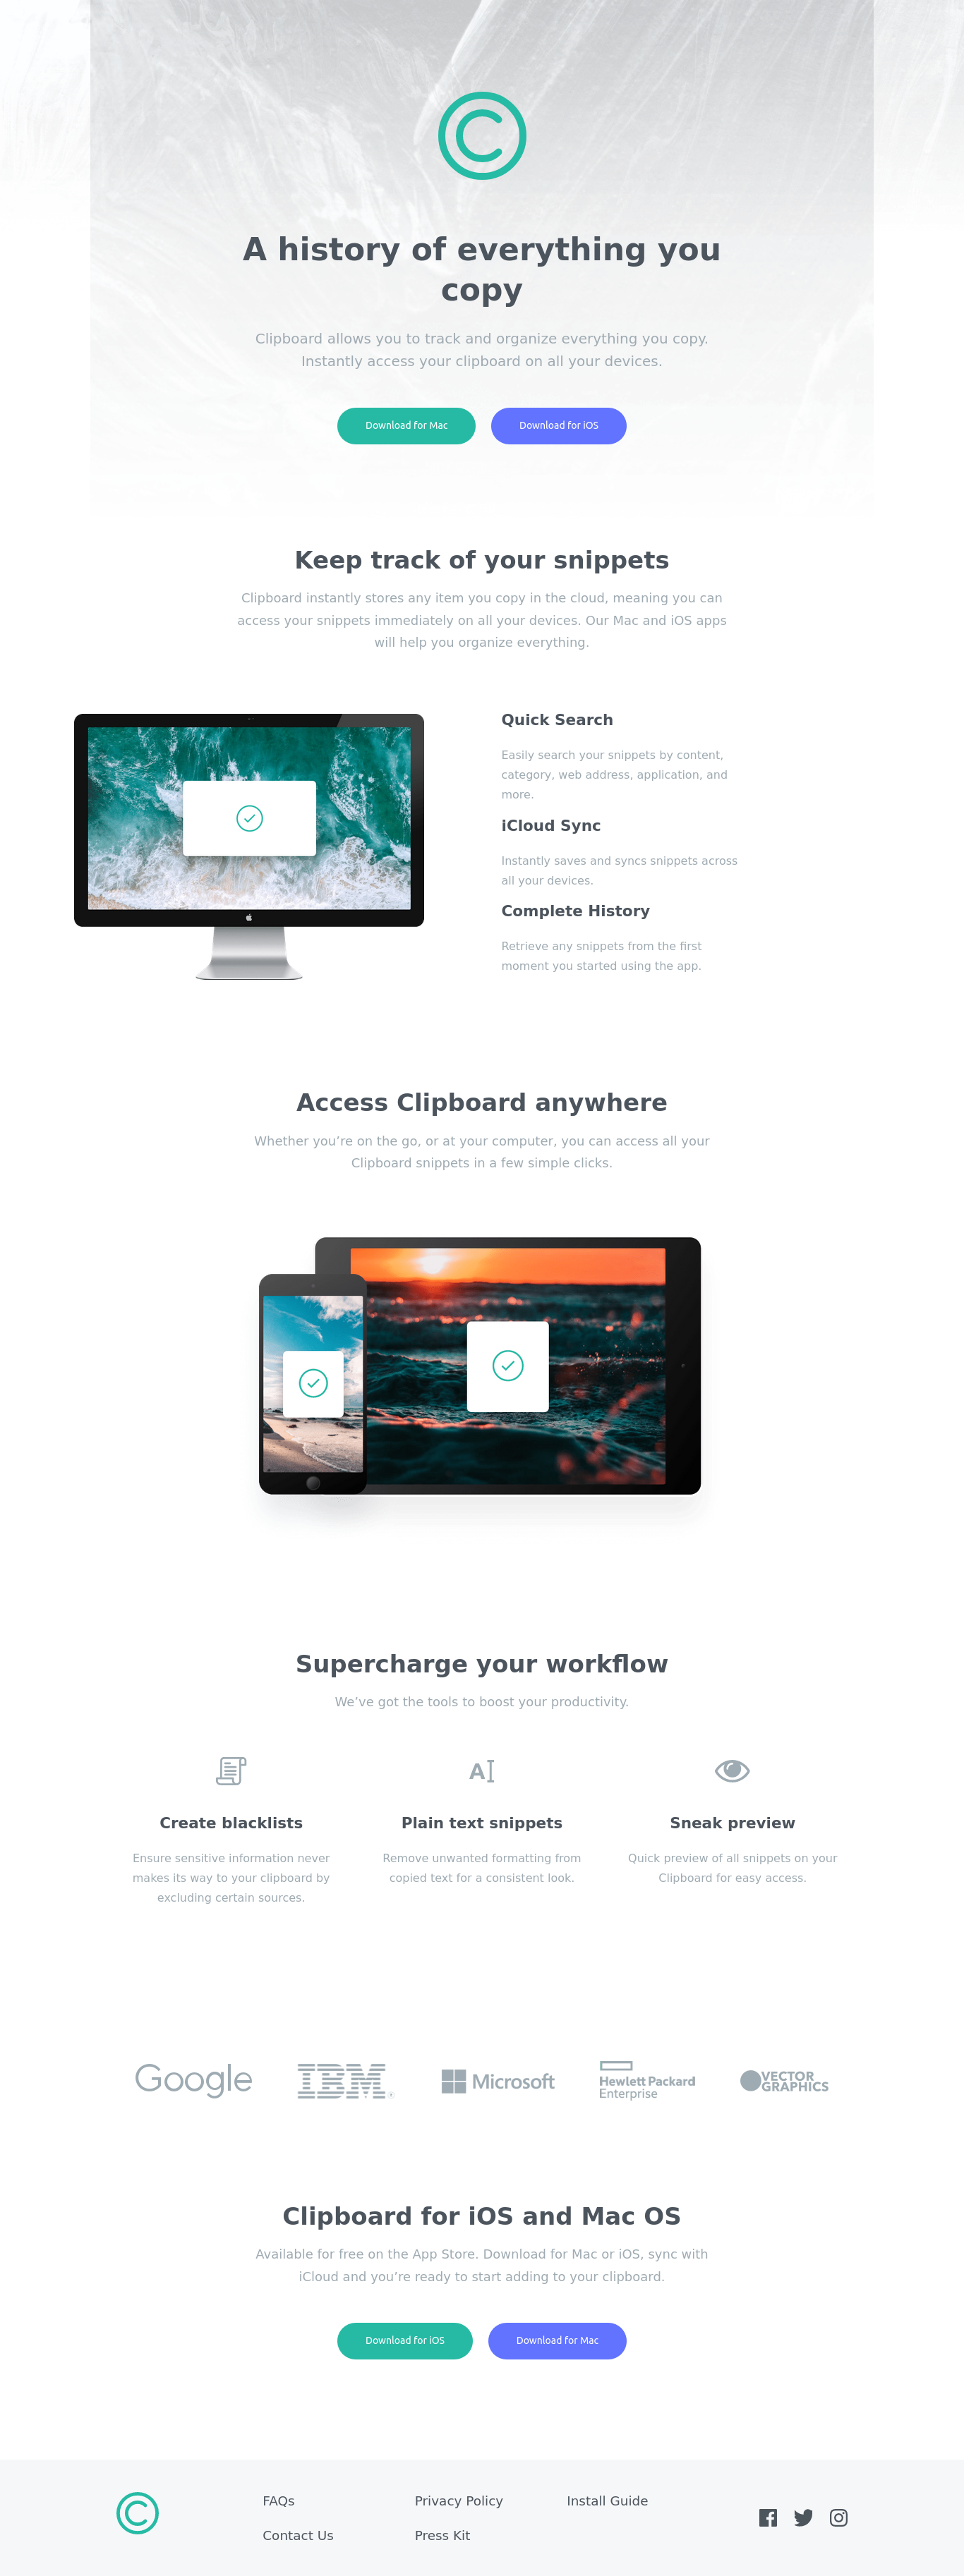 A history of everything you
copy
Clipboard allows you to track and organize everything you copy.
Instantly access your clipboard on all your devices.
Download for Mac
Download for iOS
Keep track of your snippets
Clipboard instantly stores any item you copy in the cloud, meaning you can
access your snippets immediately on all your devices. Our Mac and iOS apps
will help you organize everything.
Quick Search
Easily search your snippets by content,
category, web address, application, and
more.
iCloud Sync
Instantly saves and syncs snippets across
all your devices.
Complete History
Retrieve any snippets from the first
moment you started using the app.
Access Clipboard anywhere
Whether you’re on the go, or at your computer, you can access all your
Clipboard snippets in a few simple clicks.
Supercharge your workflow
We’ve got the tools to boost your productivity.
Create blacklists
Ensure sensitive information never
makes its way to your clipboard by
excluding certain sources.
Plain text snippets
Remove unwanted formatting from
copied text for a consistent look.
Sneak preview
Quick preview of all snippets on your
Clipboard for easy access.
Google
IBM
Microsoft
Hewlett Packard
Enterprise
VECTOR
GRAPHICS
Clipboard for iOS and Mac OS
Available for free on the App Store. Download for Mac or iOS, sync with
iCloud and you’re ready to start adding to your clipboard.
Download for iOS
Download for Mac
FAQs
Contact Us
Privacy Policy
Press Kit
Install Guide